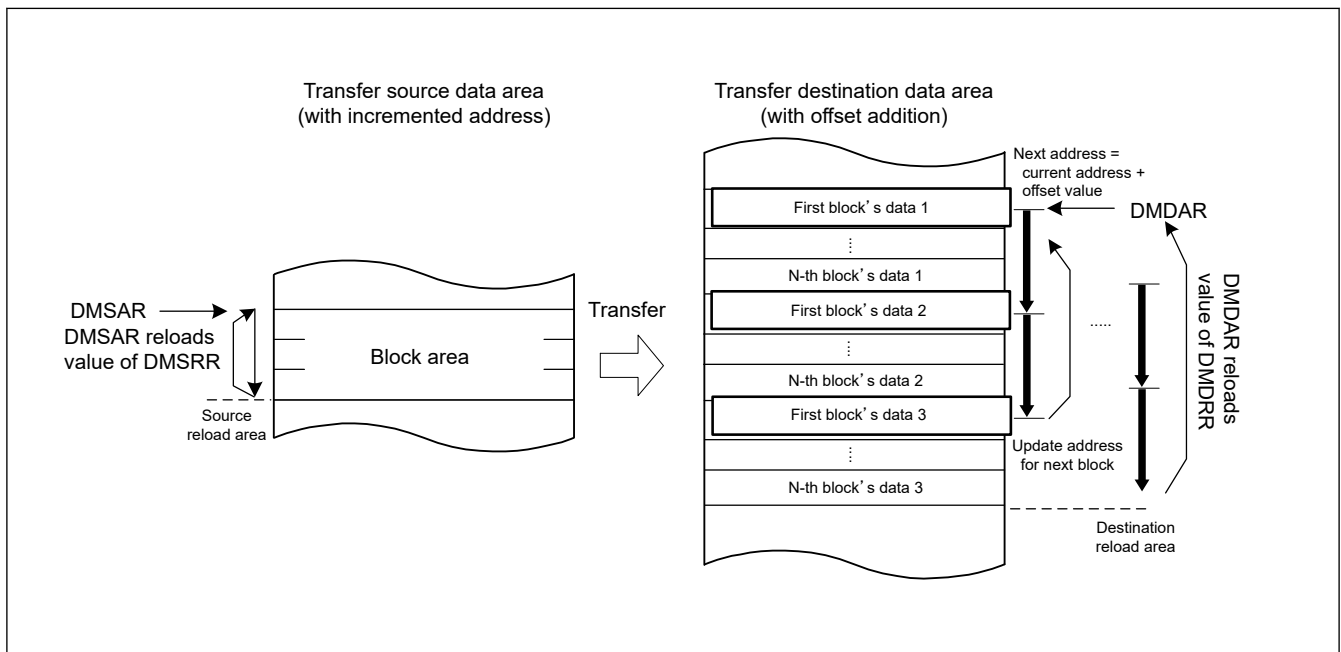 Transfer source data area
(with incremented address)
DMSAR
DMSAR reloads
value of DMSRR
Source
reload area
Block area
Transfer
Transfer destination data area
(with offset addition)
First block’s data 1
N-th block’s data 1
First block’s data 2
N-th block’s data 2
First block’s data 3
N-th block’s data 3
Next address =
current address +
offset value
DMDAR
.....
Update address
for next block
DMDAR reloads
value of DMDRR
Destination
reload area